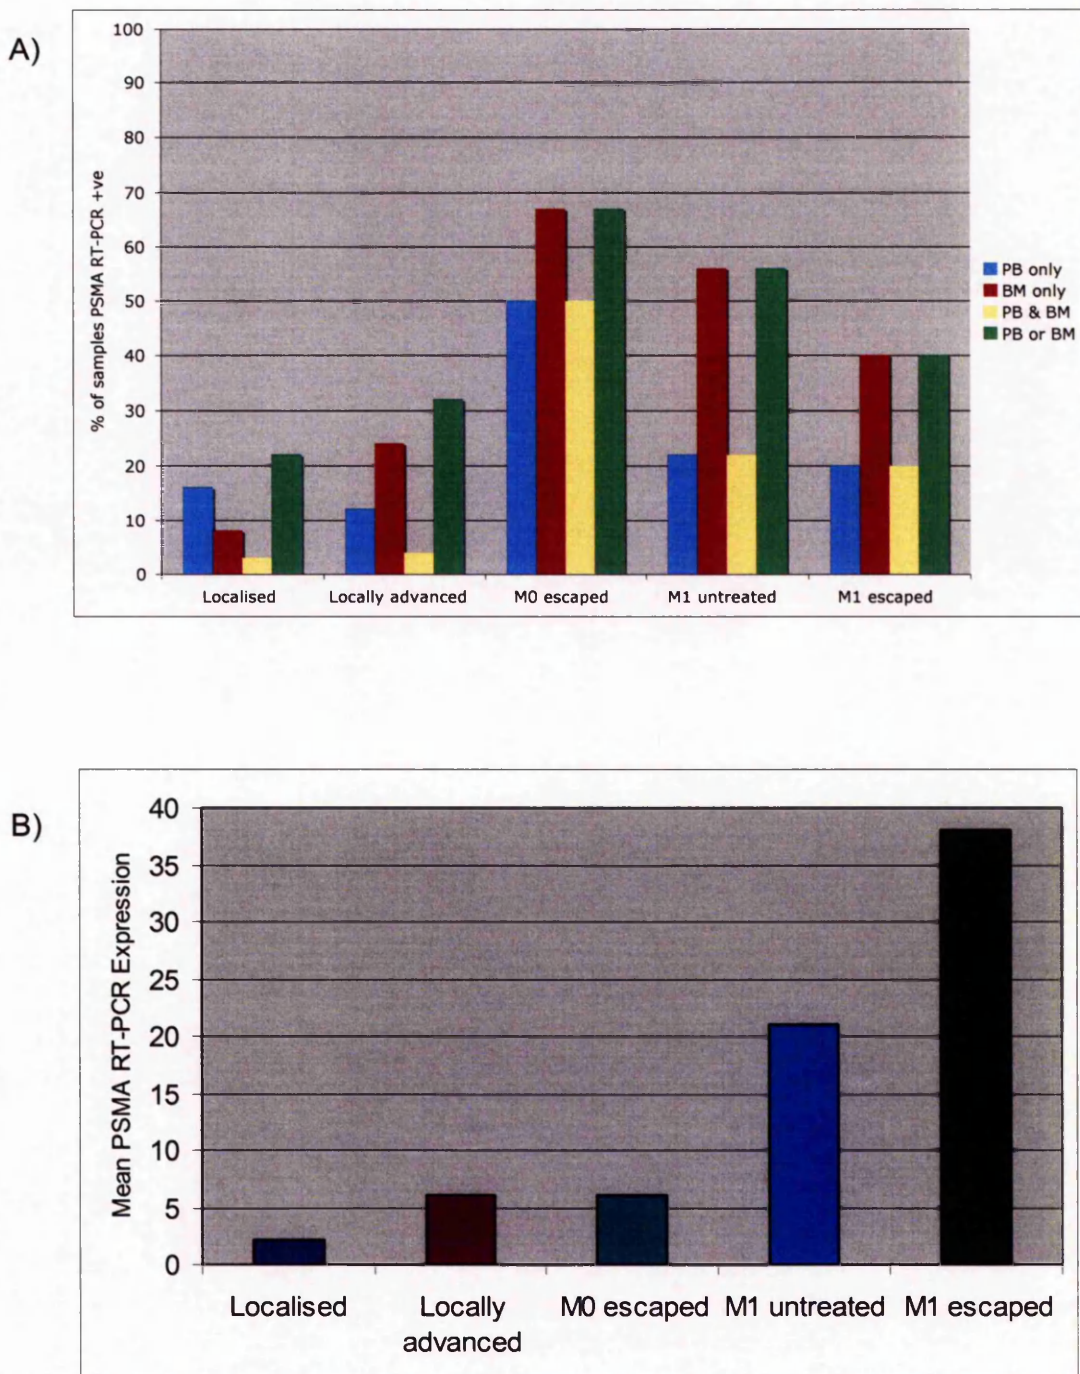 A)
% of samples PSMA RT-PCR +ve
100
90
80
70
60
50
40
30
20
10
0
Localised
Locally advanced
M0 escaped
M1 untreated
M1 escaped
PB only
BM only
PB & BM
PB or BM
B)
Mean PSMA RT-PCR Expression
40
35
30
25
20
15
10
5
0
Localised
Locally
advanced
M0 escaped
M1 untreated
M1 escaped